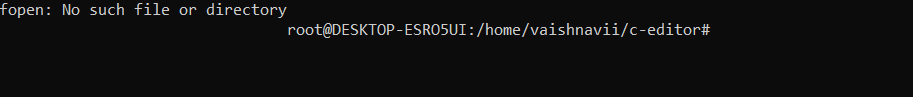 fopen: No such file or directory
root@DESKTOP-ESRO5UI:/home/vaishnavii/c-editor#